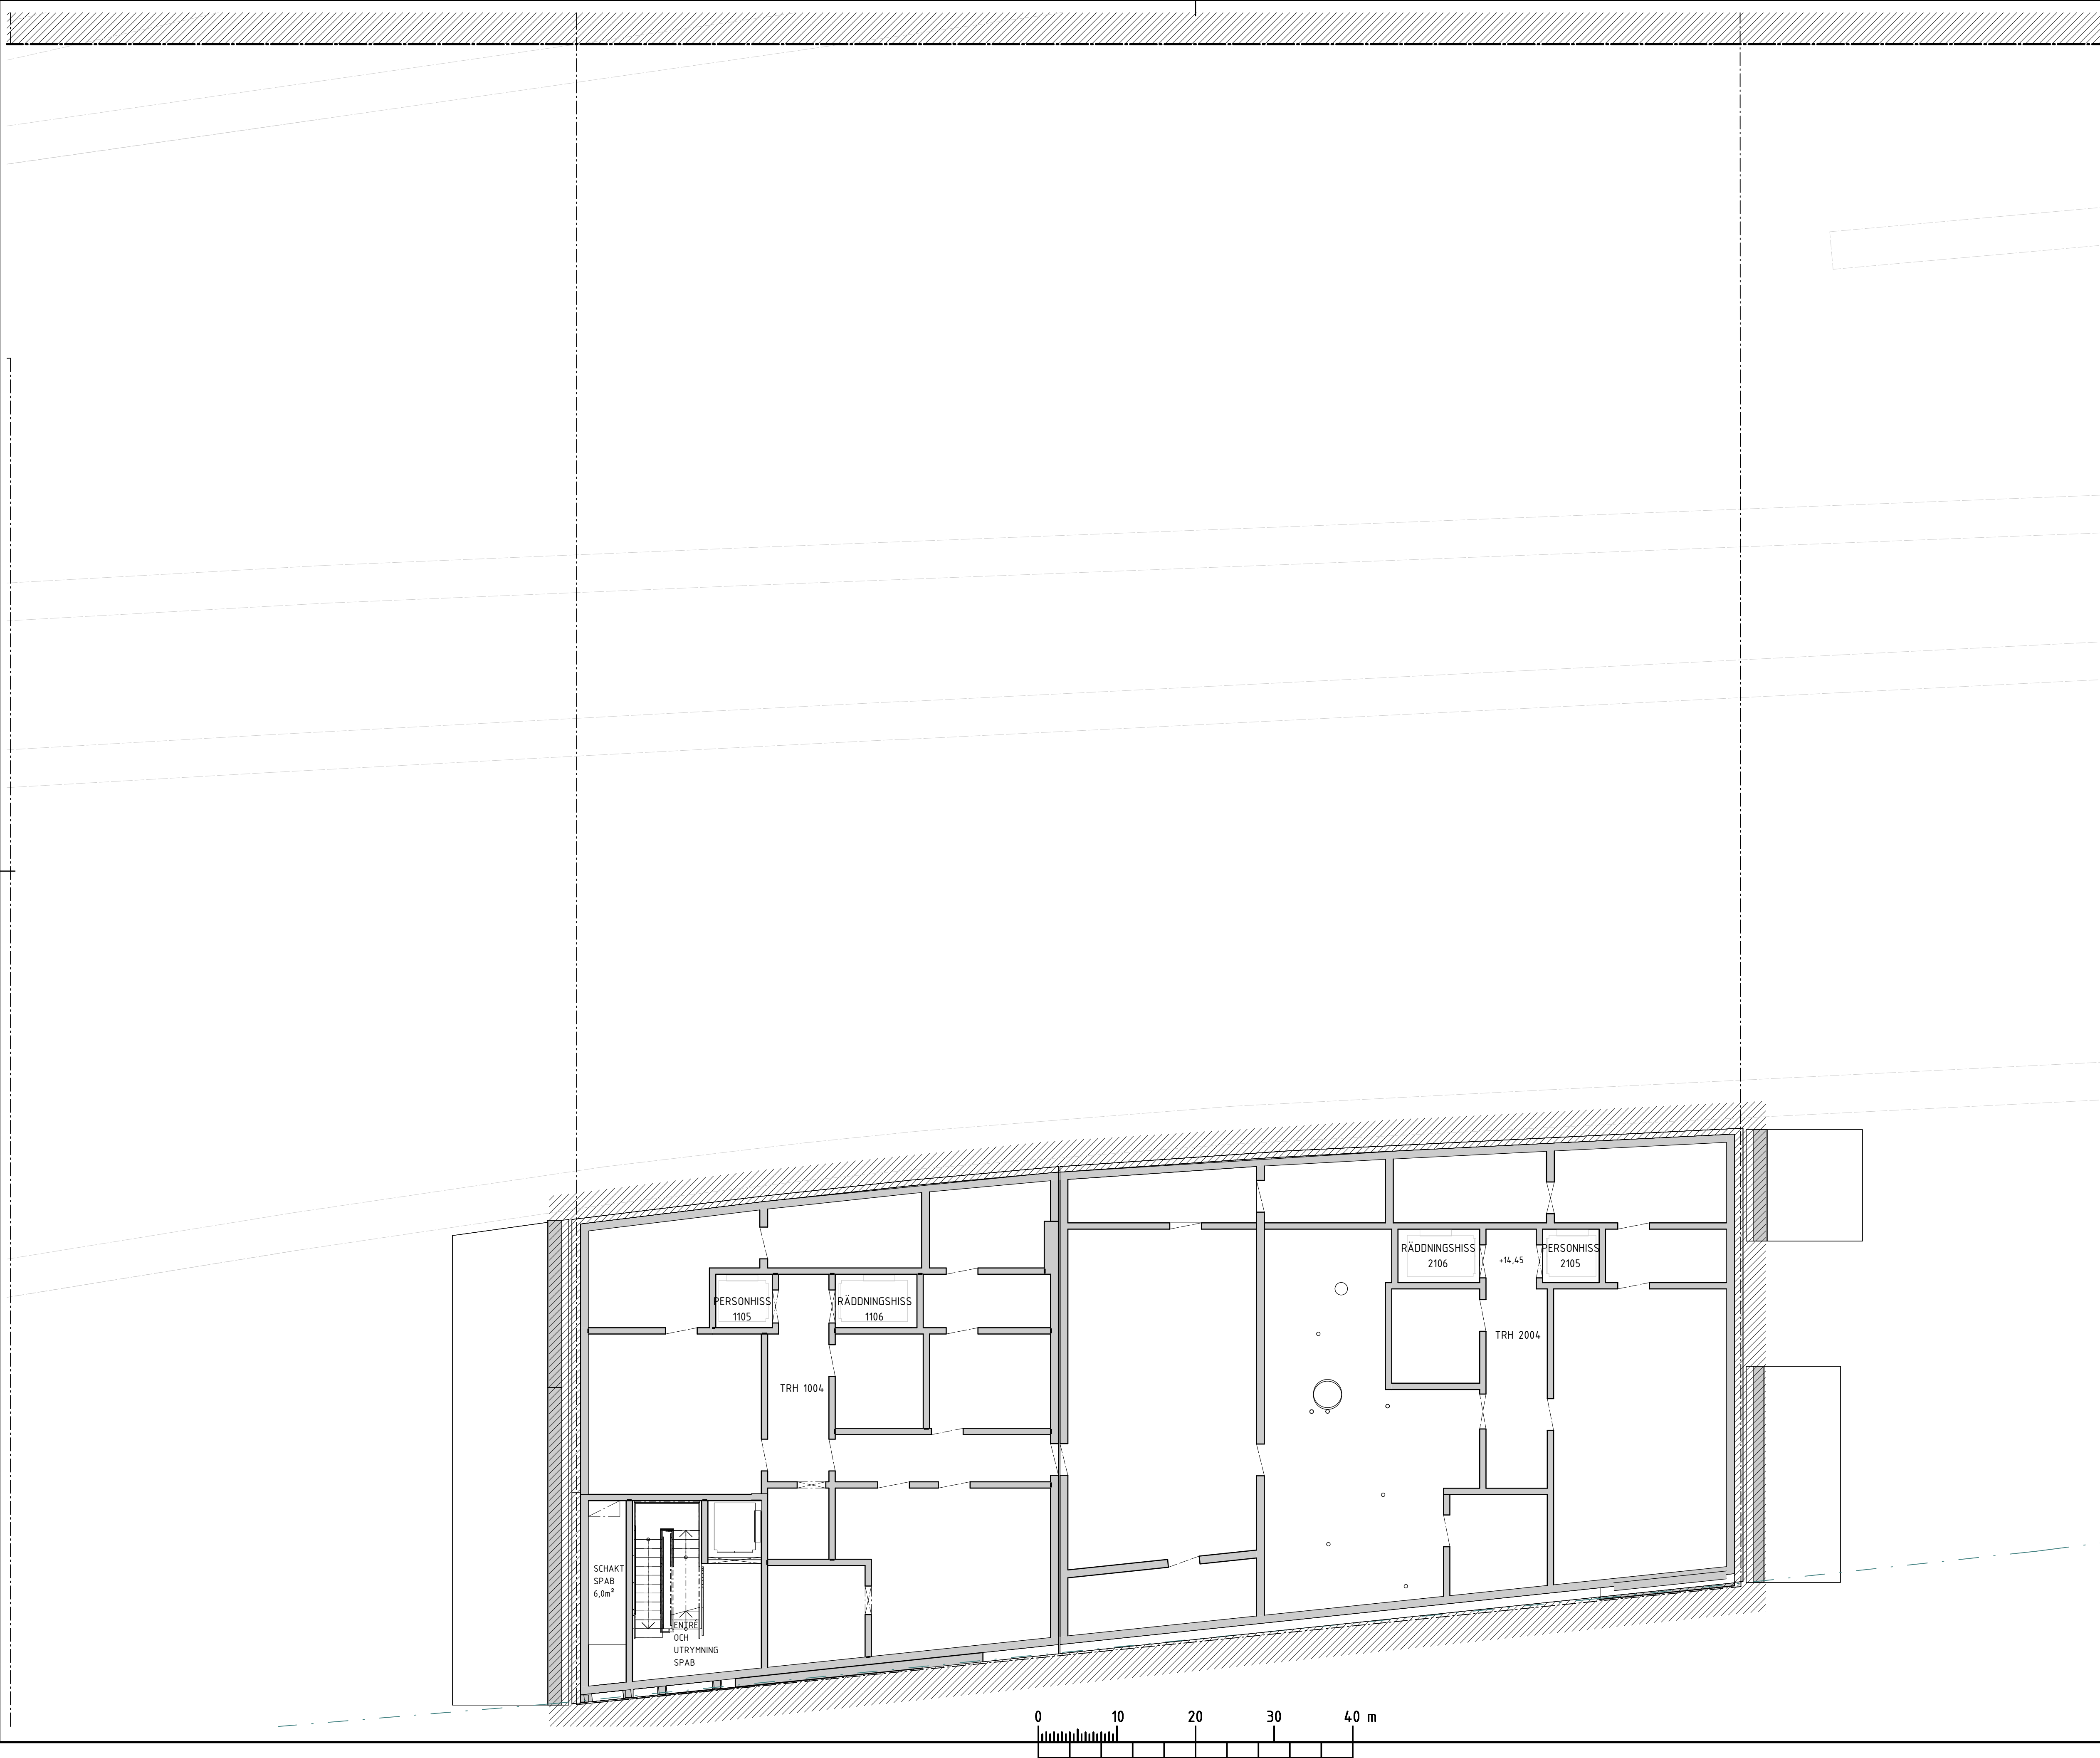 RÄDDNINGSHISS
2106
+14,45
PERSONHISS
2105
PERSONHISS
1105
RÄDDNINGSHISS
1106
TRH 2004
TRH 1004
SCHAKT
SPAB
6,0m²
ENTRE
OCH
UTRYMNING
SPAB
0 10 20 30 40 m